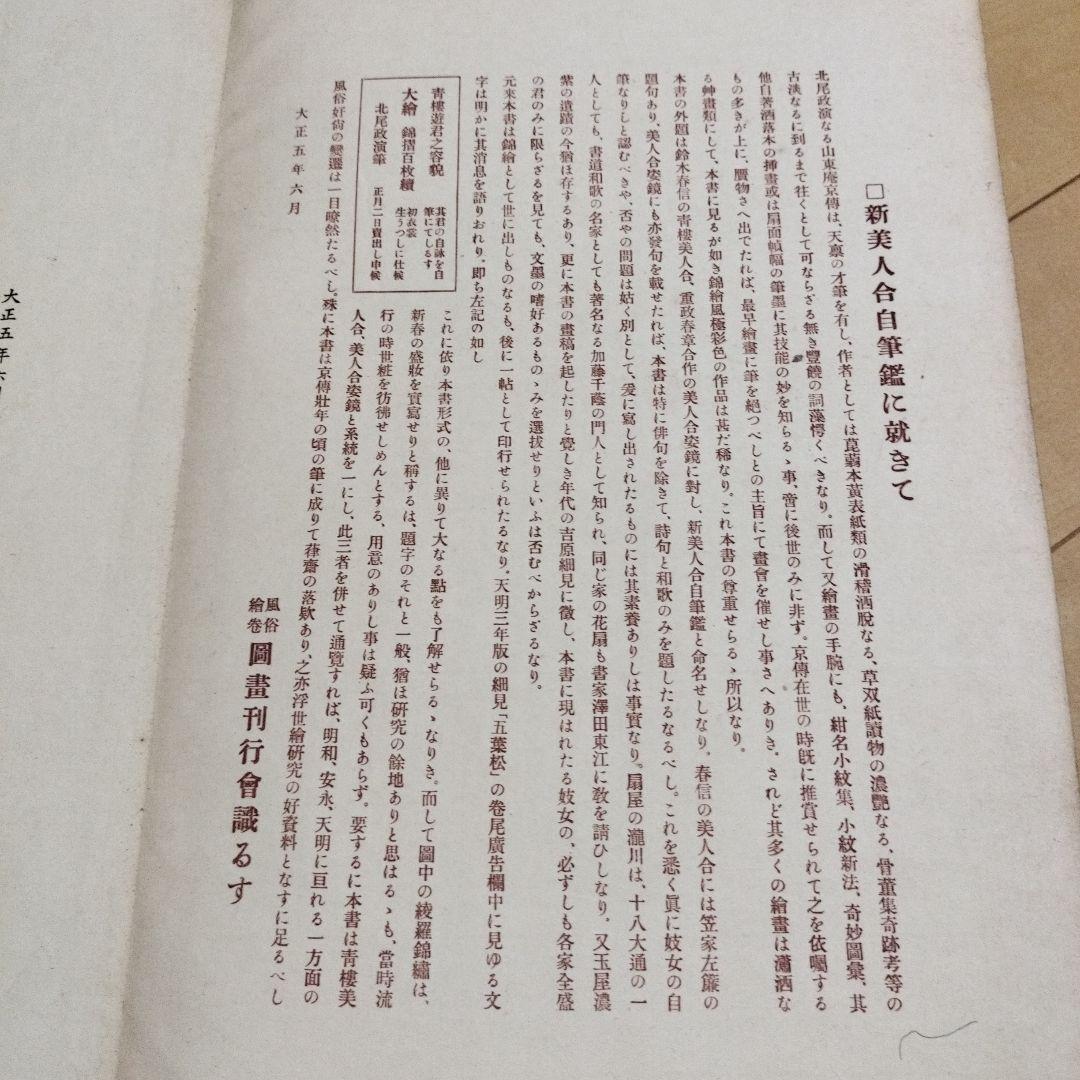 □新美人合自筆鑑に就きて
北尾政演なる山東庵京傳は、天禀の才筆を有し、作者としては菎蒻本黃表紙類の滑稽洒脫なる、草双紙讀物の濃艷なる、骨董集奇跡考等の
古淡なるに到るまで往くとして可ならざる無き豐饒の詞藻愕くべきなり。而して又繪畫の手腕にも、紺名小紋集、小紋新法、奇妙圖彙、其
他自著洒落本の揷畫或は扇面幀幅の筆墨に其技能の妙を知らるゝ事、啻に後世のみに非ず。京傳在世の時既に推賞せられて之を依囑する
もの多きが上に、贋物さへ出でたれば、最早繪畫に筆を絕つべしとの主旨にて畫會を催せし事さへありき。されど其多くの繪畫は瀟洒な
る艸畫類にして、本書に見るが如き錦繪風極彩色の作品は甚だ稀なり。これ本書の尊重せらるゝ所以なり。
本書の外題は鈴木春信の靑樓美人合、重政春章合作の美人合姿鏡に對し、新美人合自筆鑑と命名せしなり。春信の美人合には笠家左簾の
題句あり、美人合姿鏡にも亦發句を載せたれば、本書は特に俳句を除きて、詩句と和歌のみを題したるなるべし。これを悉く眞に妓女の自
筆なりしと認むべきや、否やの問題は姑く別として、爰に寫し出されたるものには其素養ありしは事實なり。扇屋の瀧川は、十八大通の一
人としても、書道和歌の名家としても著名なる加藤千蔭の門人として知られ、同じ家の花扇も書家澤田東江に敎を請ひしなり。又玉屋濃
紫の遺蹟の今猶ほ存するあり、更に本書の畫稿を起したりと覺しき年代の吉原細見に徵し、本書に現はれたる妓女の、必ずしも各家全盛
の君のみに限らざるを見ても、文墨の嗜好あるものゝみを選拔せりといふは否むべからざるなり。
元來本書は錦繪として世に出しものなるも、後に一帖として印行せられたるなり。天明三年版の細見「五葉松」の卷尾廣告欄中に見ゆる文
字は明かに其消息を語りおれり。即ち左記の如し
靑樓遊君之容貌 其君の自詠を自筆にてしるす
大繪 錦摺百枚續 初衣裳生うつしに仕候
北尾政演筆 正月二日賣出し申候
これに依り本書形式の、他に異りて大なる點をも了解せらるゝなりき。而して圖中の綾羅錦繡は、
新春の盛妝を實寫せりと稱するは、題字のそれと一般、猶ほ硏究の餘地ありと思はるゝも、當時流
行の時世粧を彷彿せしめんとする、用意のありし事は疑ふ可くもあらず。要するに本書は靑樓美
人合、美人合姿鏡と系統を一にし、此三者を併せて通覽すれば、明和、安永、天明に亘れる一方面の
風俗好尙の變遷は一目瞭然たるべし。殊に本書は京傳壯年の頃の筆に成りて葎齋の落欵あり、之亦浮世繪硏究の好資料となすに足るべし
大正五年六月
風俗繪卷圖畫刊行會識るす
大正五年六月